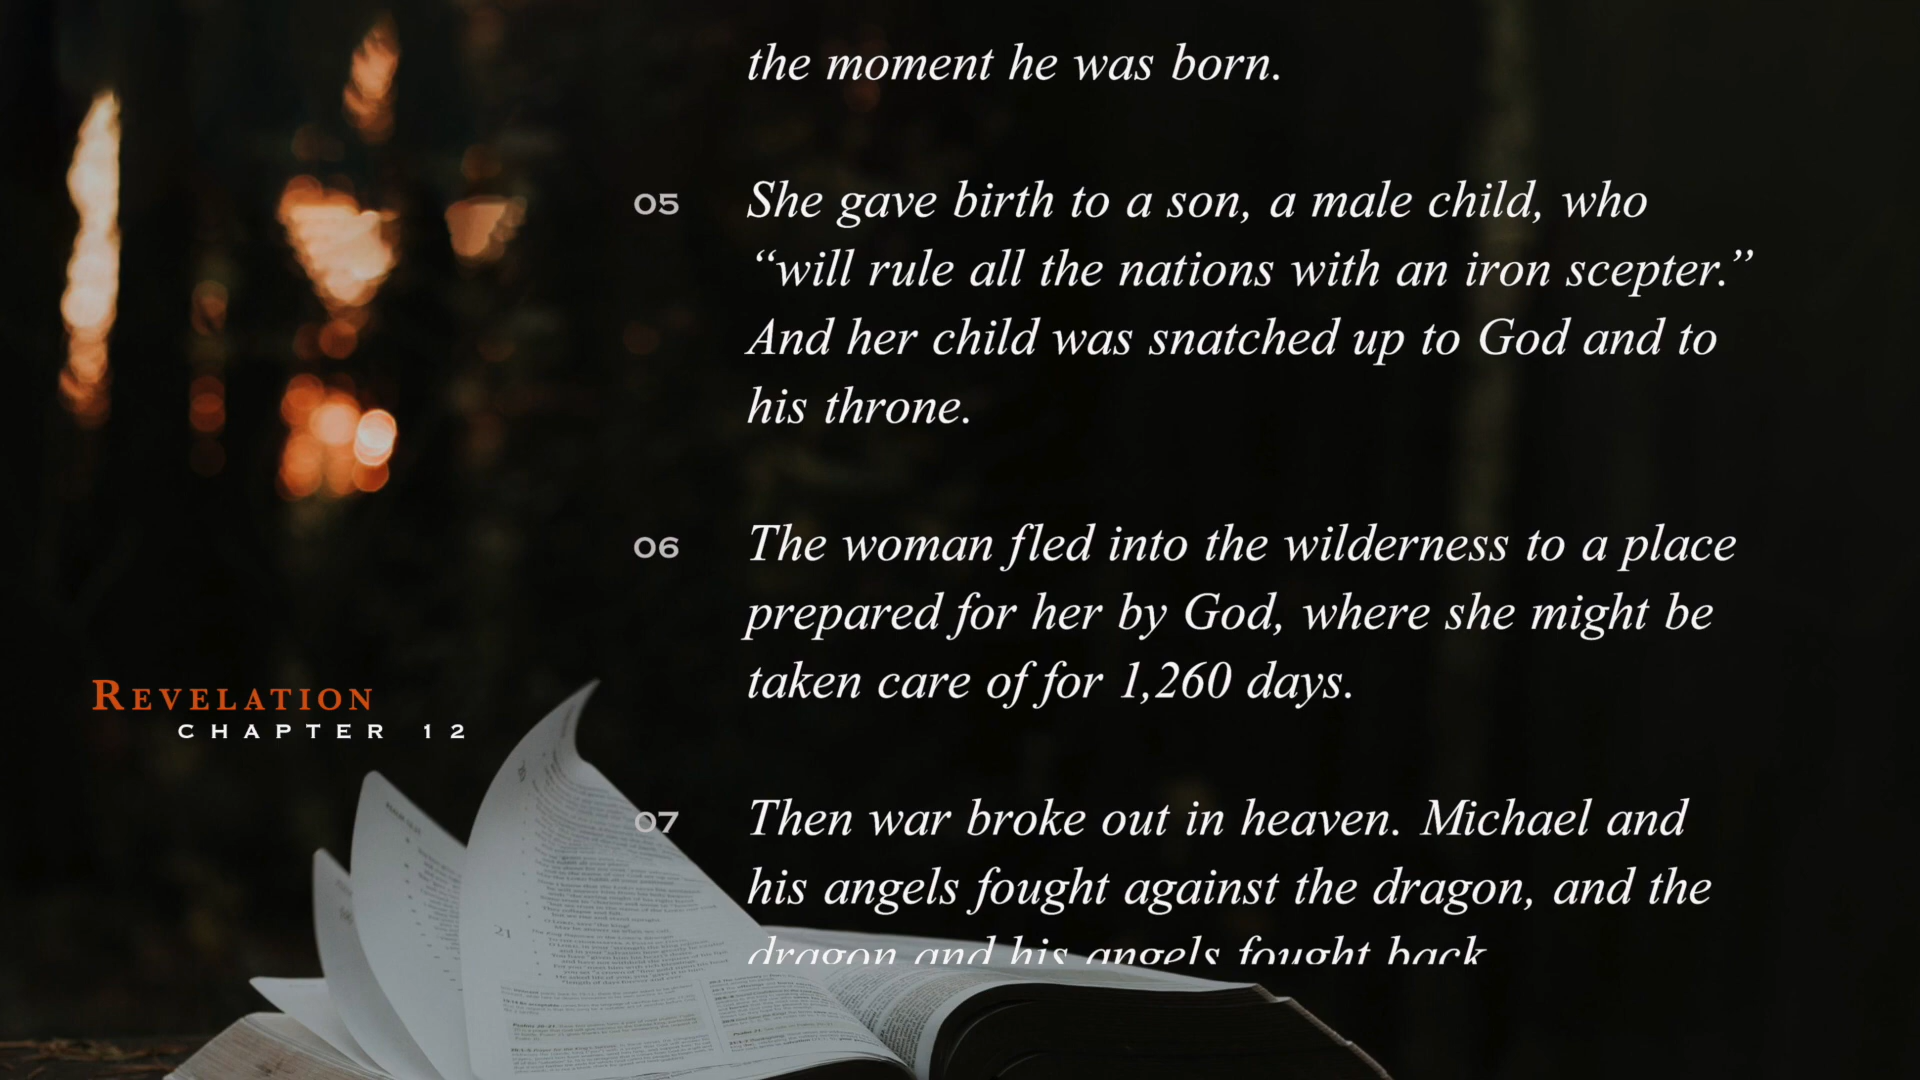 the moment he was born.
05 She gave birth to a son, a male child, who
“will rule all the nations with an iron scepter.”
And her child was snatched up to God and to
his throne.
06 The woman fled into the wilderness to a place
prepared for her by God, where she might be
taken care of for 1,260 days.
REVELATION
CHAPTER 12
07 Then war broke out in heaven. Michael and
his angels fought against the dragon, and the
dragon and his angels fought back
21